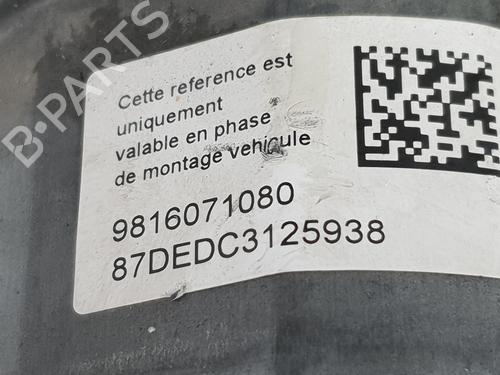 Cette reference est
uniquement
valable en phase
de montage vehicule
9816071080
87DEDC3125938
B-PARTS